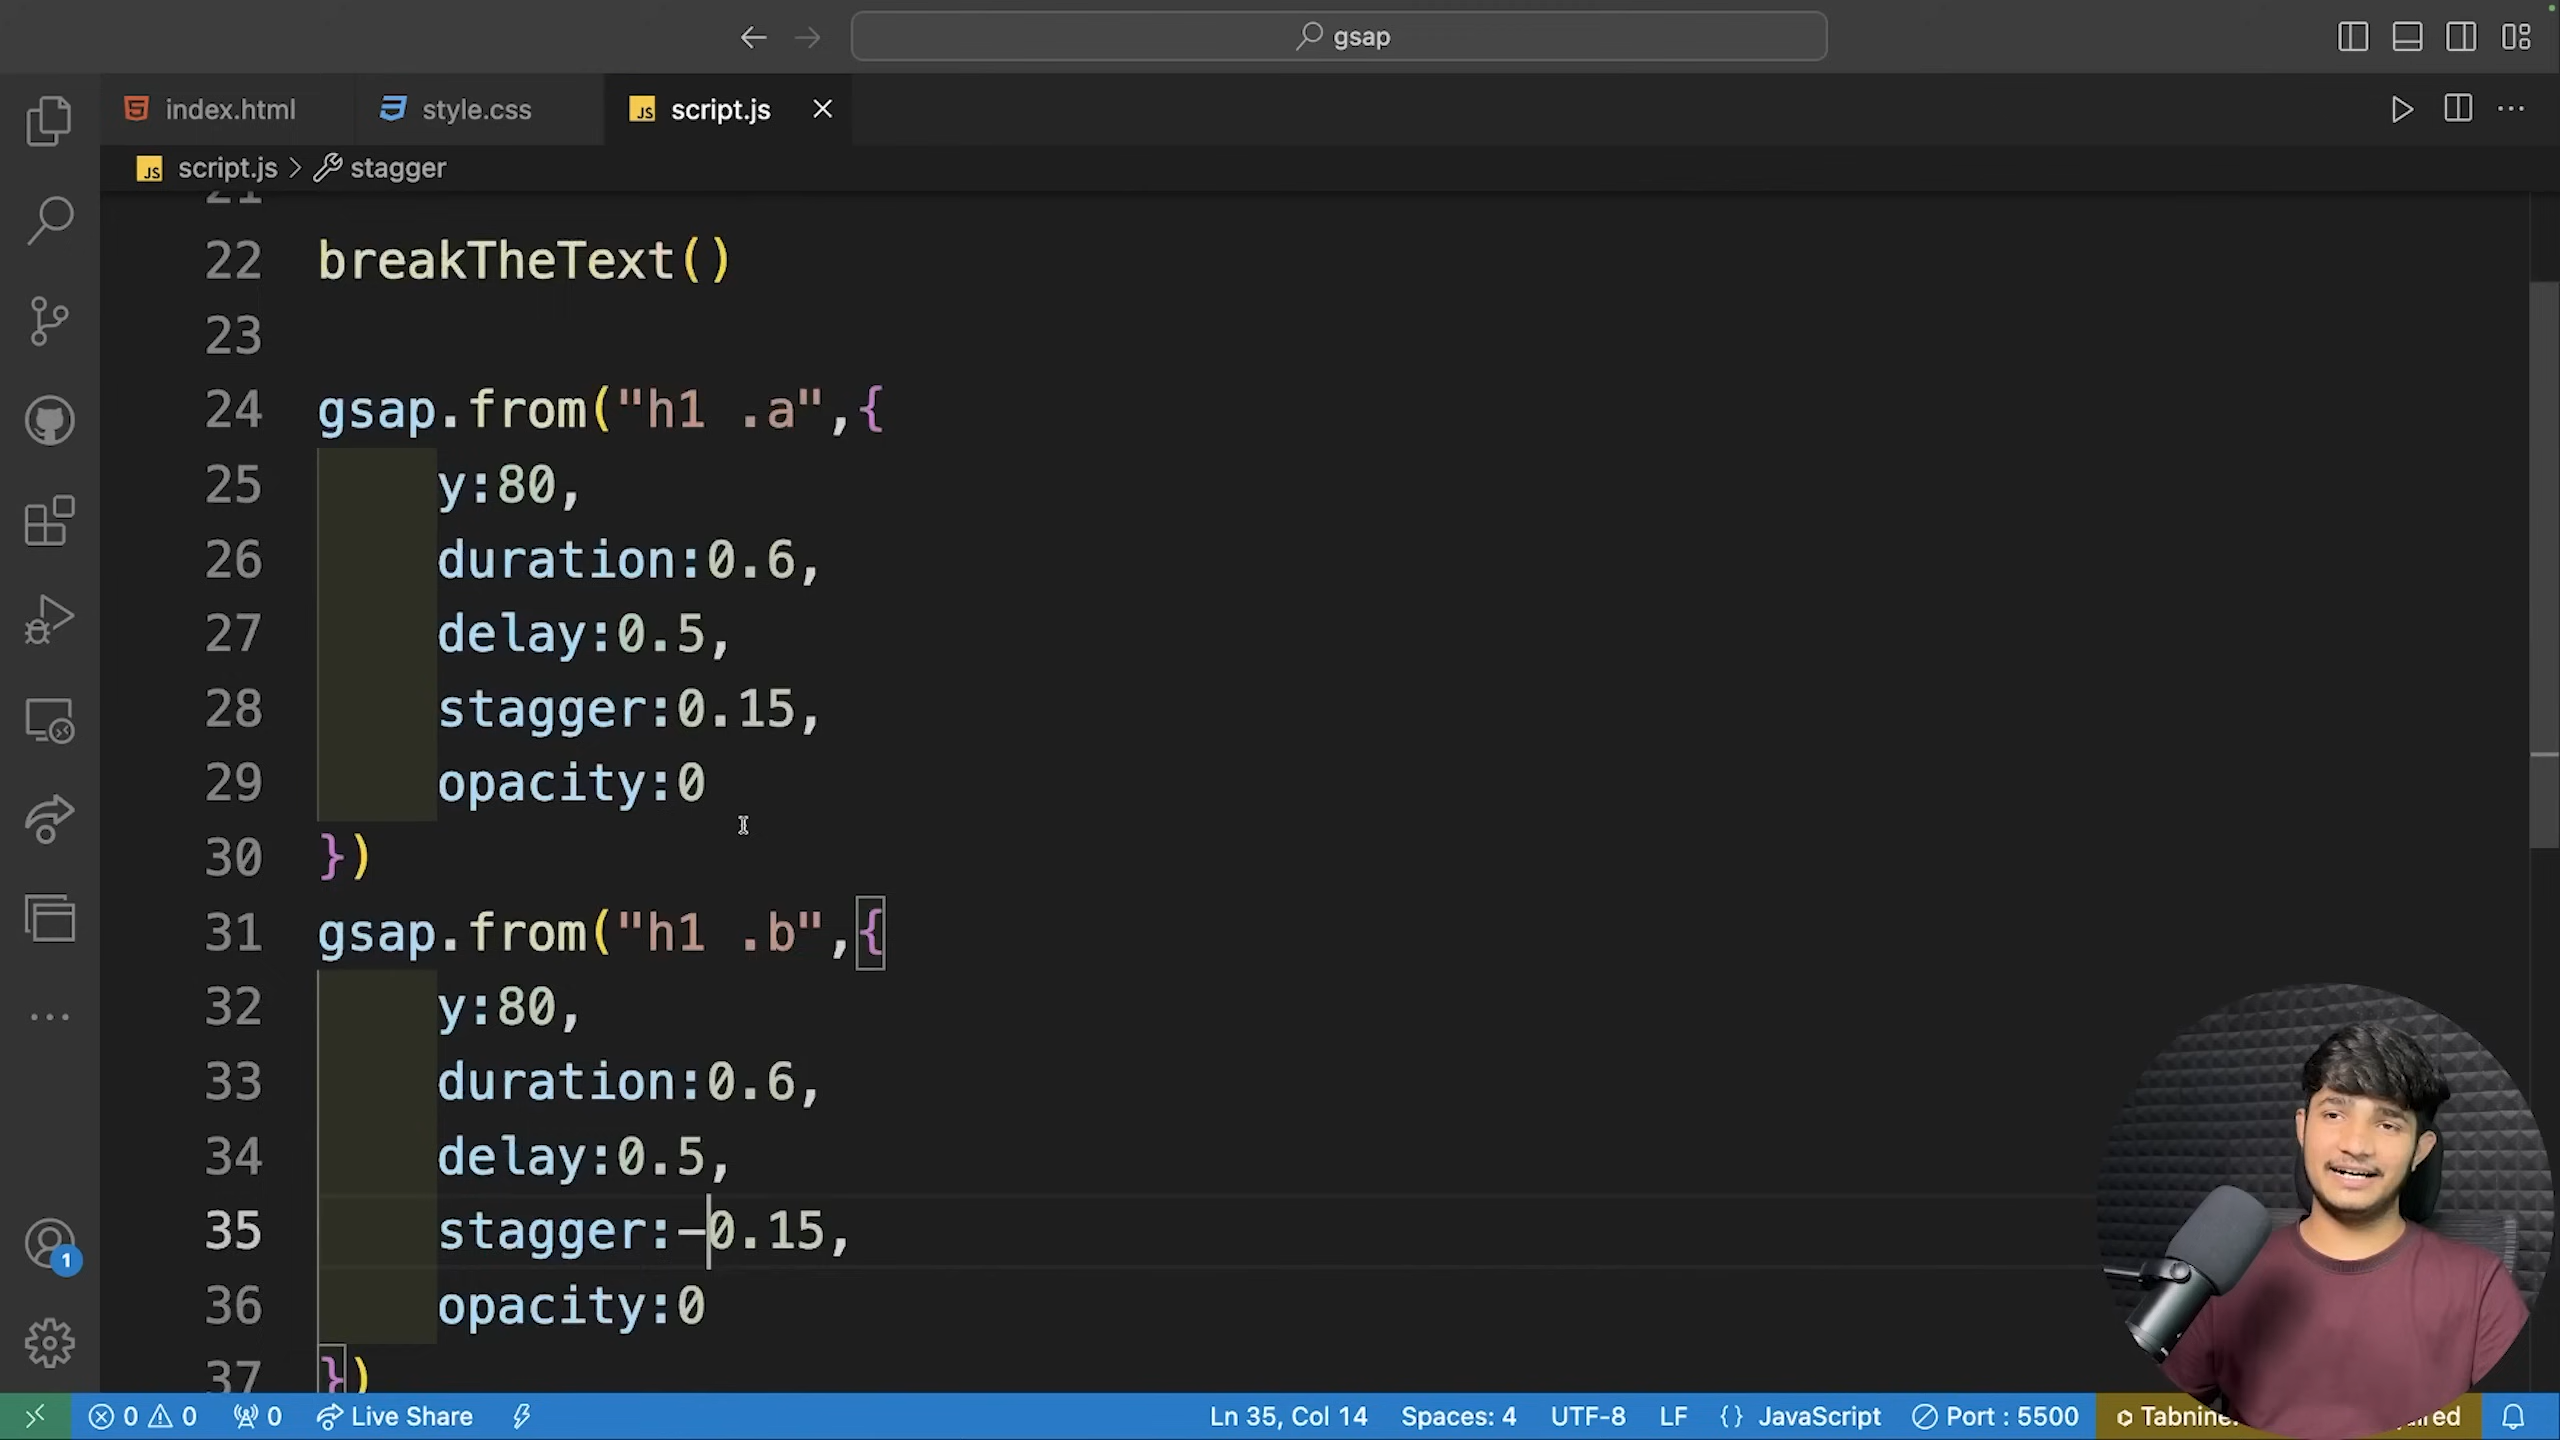 gsap
index.html
style.css
script.js
script.js > stagger
21
22 breakTheText()
23
24 gsap.from("h1 .a",{
25 y:80,
26 duration:0.6,
27 delay:0.5,
28 stagger:0.15,
29 opacity:0
30 })
31 gsap.from("h1 .b",{
32 y:80,
33 duration:0.6,
34 delay:0.5,
35 stagger:-0.15,
36 opacity:0
37 })
1
0 0 0 Live Share Ln 35, Col 14 Spaces: 4 UTF-8 LF {} JavaScript Port : 5500 Tabnine: